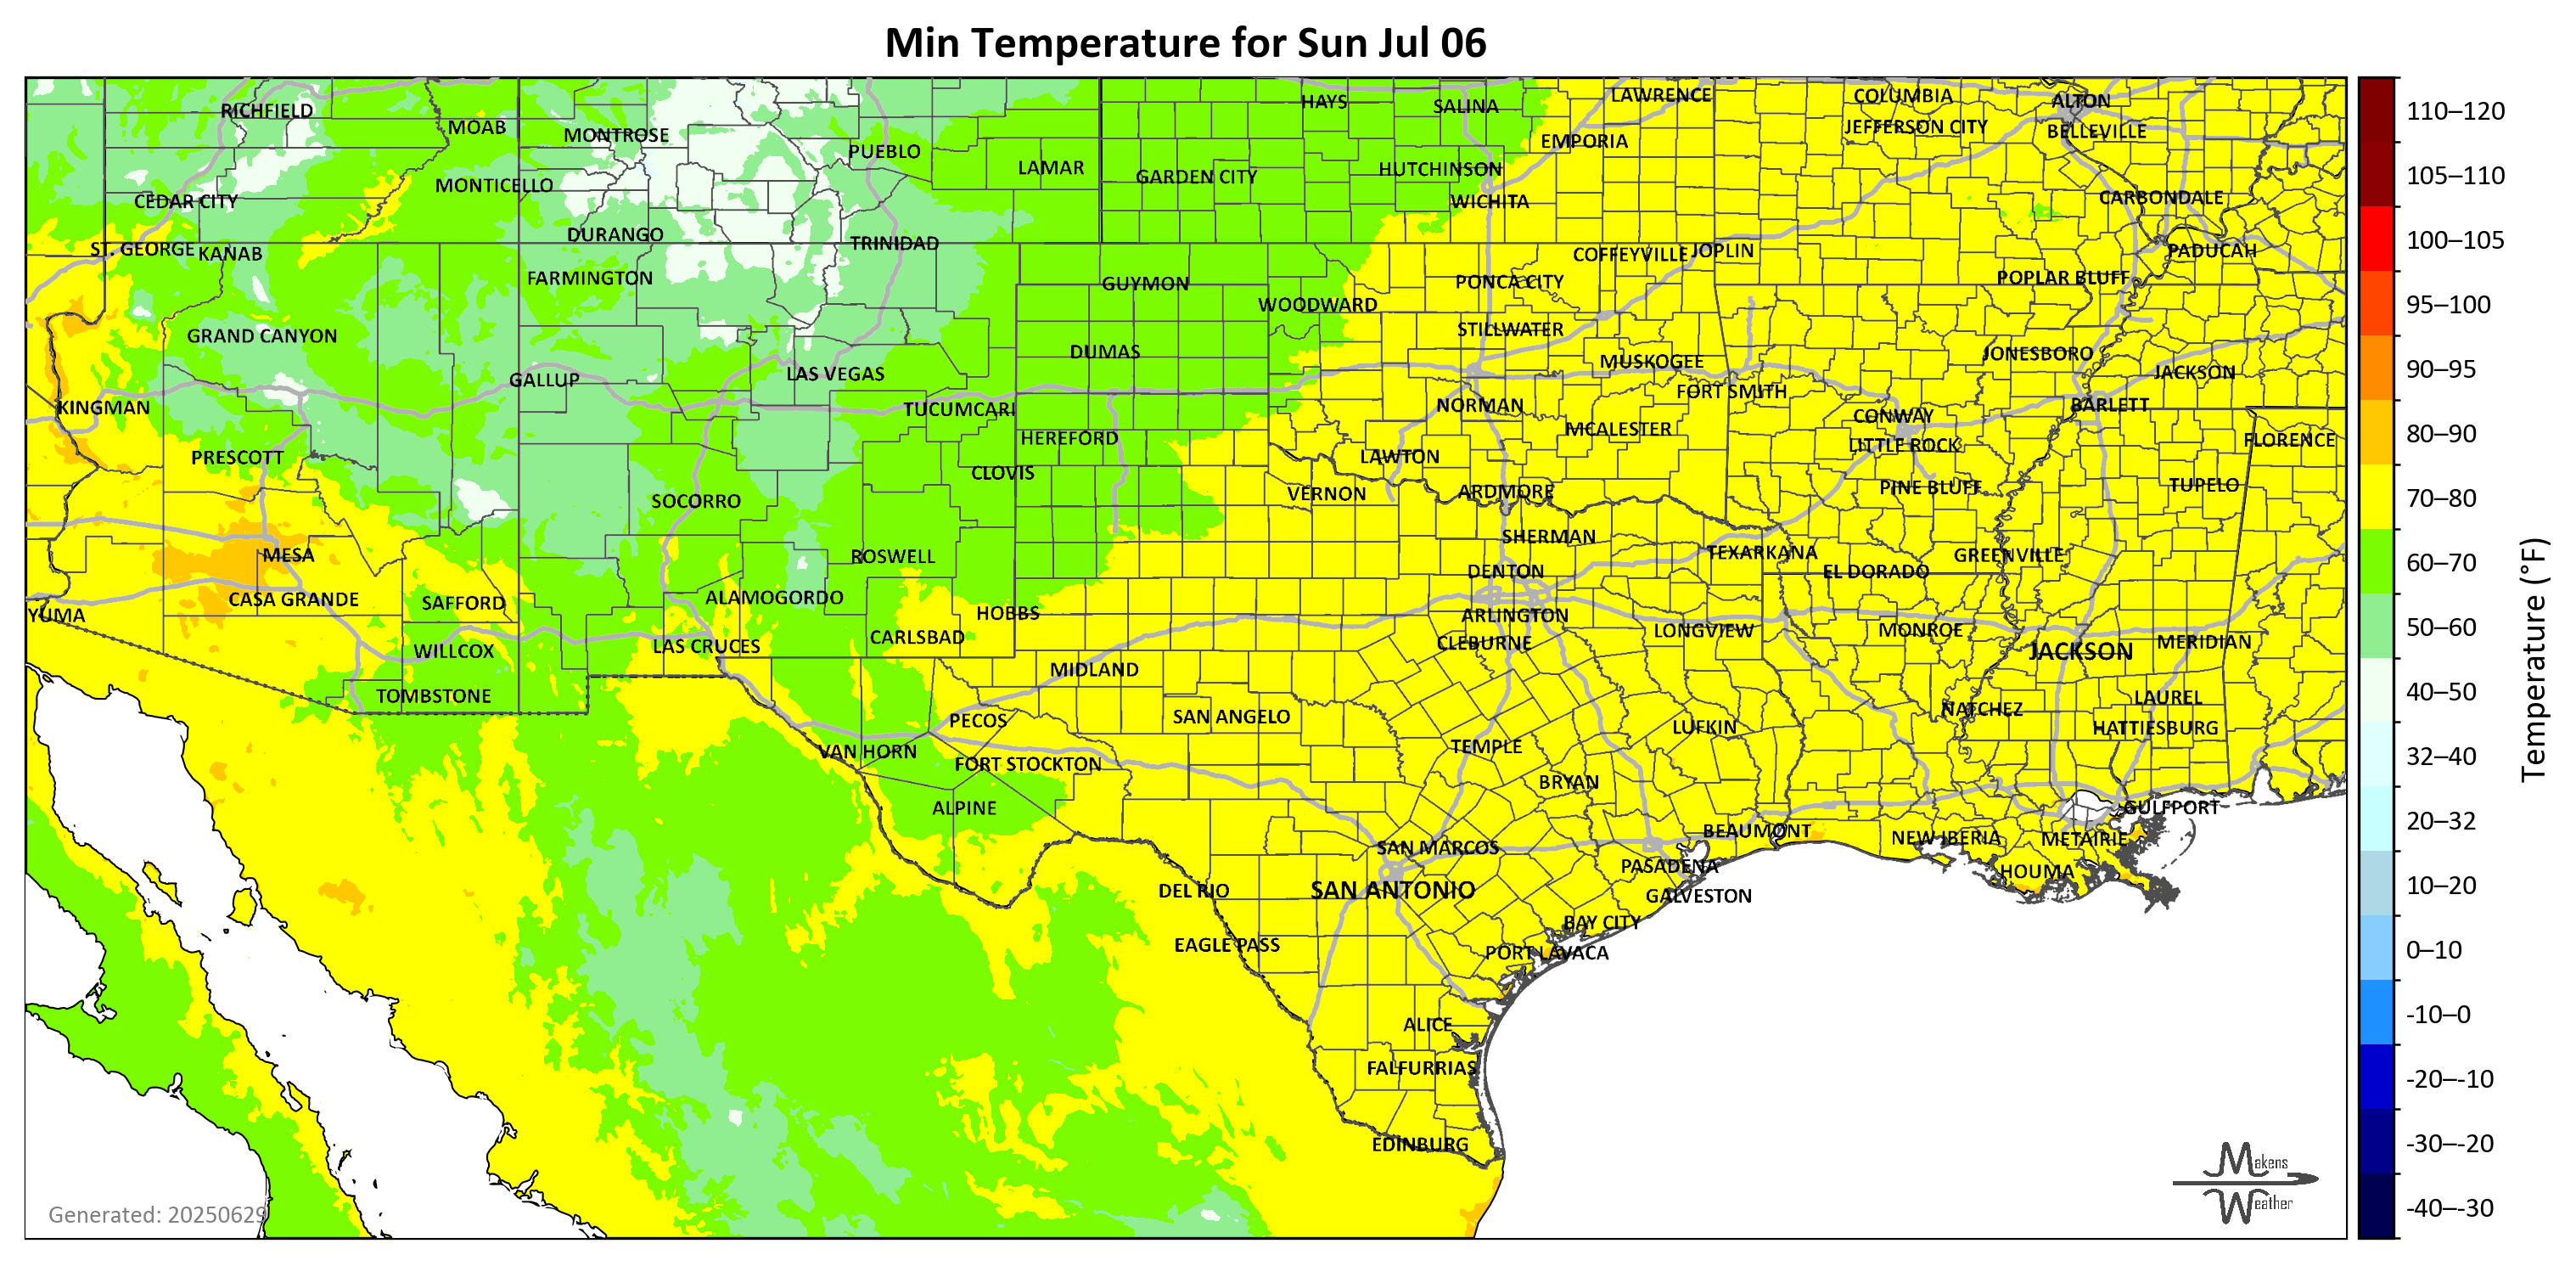 Min Temperature for Sun Jul 06
RICHFIELD
MOAB
MONTROSE
PUEBLO
LAMAR
HAYS
SALINA
LAWRENCE
COLUMBIA
ALTON
EMPORIA
JEFFERSON CITY
BELLEVILLE
CEDAR CITY
MONTICELLO
GARDEN CITY
HUTCHINSON
WICHITA
CARBONDALE
ST. GEORGE
KANAB
DURANGO
TRINIDAD
COFFEYVILLE
JOPLIN
PADUCAH
FARMINGTON
GUYMON
WOODWARD
PONCA CITY
POPLAR BLUFF
GRAND CANYON
DUMAS
STILLWATER
MUSKOGEE
JONESBORO
JACKSON
GALLUP
LAS VEGAS
FORT SMITH
KINGMAN
TUCUMCARI
NORMAN
CONWAY
BARLETT
PRESCOTT
HEREFORD
MCALESTER
LITTLE ROCK
FLORENCE
CLOVIS
LAWTON
SOCORRO
VERNON
ARDMORE
PINE BLUFF
TUPELO
MESA
ROSWELL
SHERMAN
TEXARKANA
GREENVILLE
CASA GRANDE
SAFFORD
ALAMOGORDO
DENTON
EL DORADO
YUMA
HOBBS
ARLINGTON
WILLCOX
LAS CRUCES
CARLSBAD
CLEBURNE
LONGVIEW
MONROE
JACKSON
MERIDIAN
TOMBSTONE
MIDLAND
LAUREL
PECOS
SAN ANGELO
NATCHEZ
HATTIESBURG
VAN HORN
FORT STOCKTON
TEMPLE
LUFKIN
ALPINE
BRYAN
GULFPORT
SAN MARCOS
BEAUMONT
NEW IBERIA
METAIRIE
DEL RIO
SAN ANTONIO
PASADENA
HOUMA
GALVESTON
EAGLE PASS
BAY CITY
PORT LAVACA
ALICE
FALFURRIAS
EDINBURG
Generated: 20250629
Makens
Weather
110–120
105–110
100–105
95–100
90–95
80–90
70–80
60–70
50–60
40–50
32–40
20–32
10–20
0–10
-10–0
-20–-10
-30–-20
-40–-30
Temperature (°F)